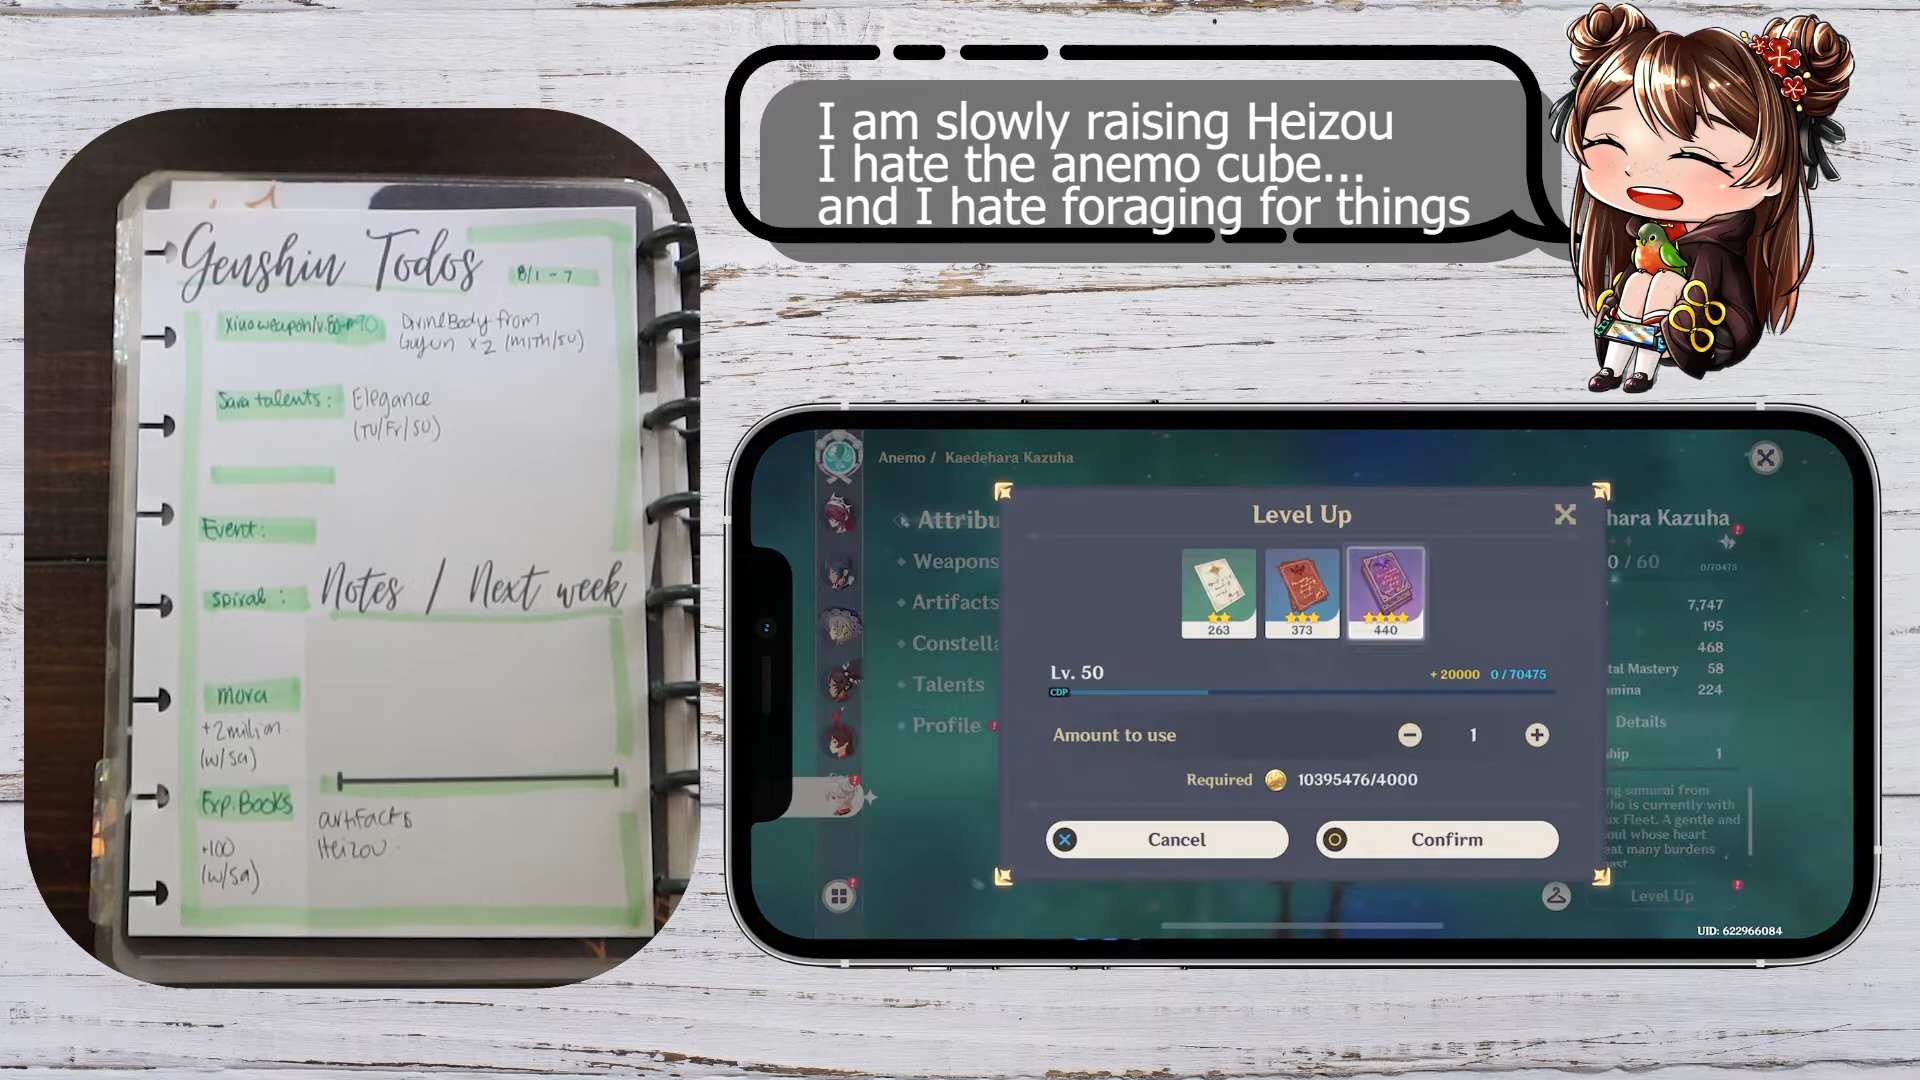 I am slowly raising Heizou
I hate the anemo cube...
and I hate foraging for things
Genshin Todos
8/1 - 7
Xiao weapon lv. 80-90
Divine Body from
Guyun x 2 (M/Th/SU)
Sara talents:
Elegance
(TU/Fr/SU)
Event:
Spiral :
Notes / Next week
Mora
+2 million
(w/Sa)
Exp. Books
+100
(w/Sa)
artifacts
Heizou
Anemo / Kaedehara Kazuha
Attribu
Weapons
Artifacts
Constella
Talents
Profile
Level Up
263
373
440
Lv. 50
+ 20000 0 / 70475
CDP
Amount to use
1
Required 10395476/4000
Cancel
Confirm
hara Kazuha
0 / 60
0/70475
7,747
195
468
tal Mastery 58
mina 224
Details
hip 1
ng samurai from
ho is currently with
ux Fleet. A gentle and
oul whose heart
eat many burdens
ast.
Level Up
UID: 622966084